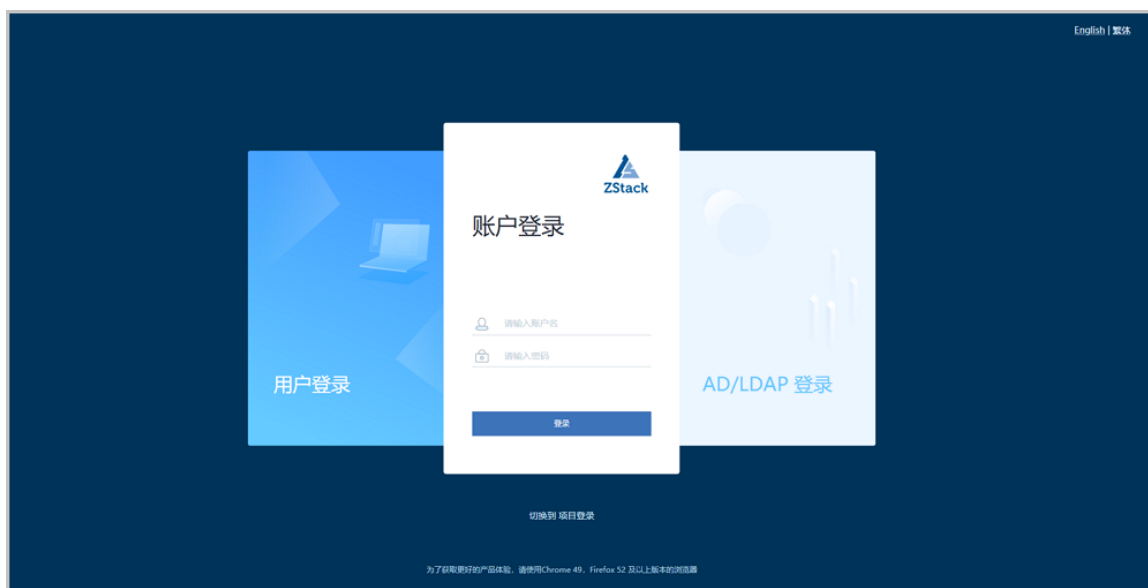 English | 繁体
ZStack
账户登录
请输入账户名
请输入密码
用户登录
AD/LDAP 登录
登录
切换到 项目登录
为了获取更好的产品体验，请使用Chrome 49，Firefox 52 及以上版本的浏览器